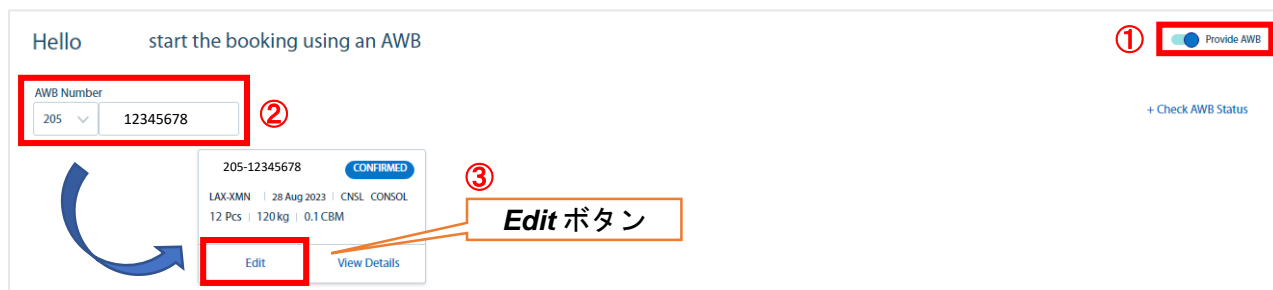 Hello start the booking using an AWB
① Provide AWB
AWB Number
205 12345678
②
+ Check AWB Status
205-12345678 CONFIRMED
LAX-XMN | 28 Aug 2023 | CNSL CONSOL
12 Pcs | 120 kg | 0.1 CBM
③
Edit ボタン
Edit View Details